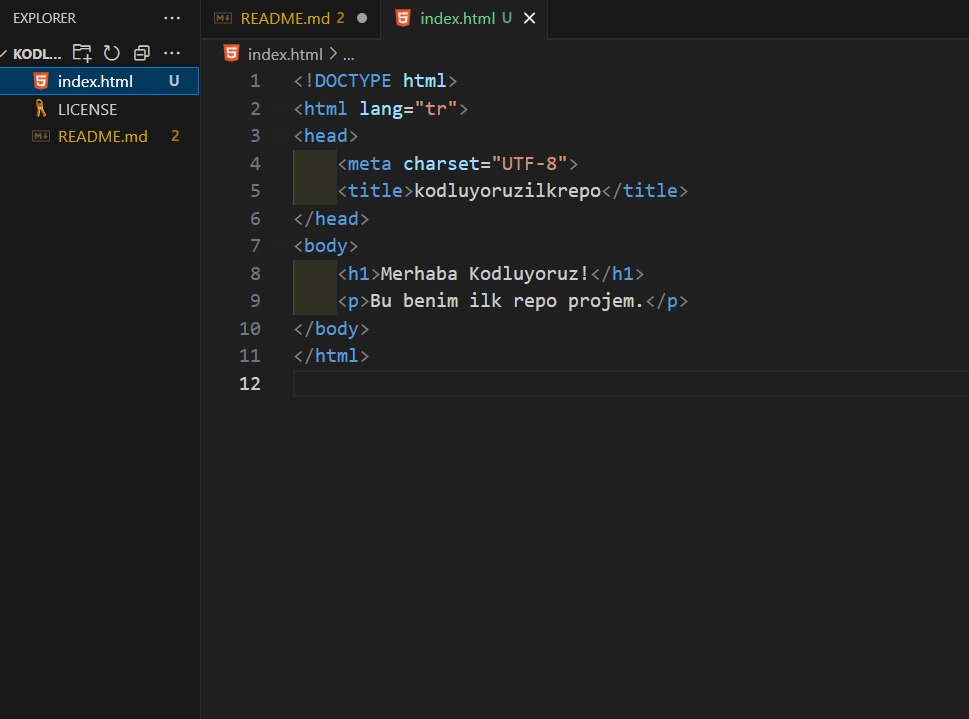 EXPLORER ...
README.md 2
index.html U
KODL... ...
index.html U
LICENSE
README.md 2
index.html > ...
1 <!DOCTYPE html>
2 <html lang="tr">
3 <head>
4     <meta charset="UTF-8">
5     <title>kodluyoruzilkrepo</title>
6 </head>
7 <body>
8     <h1>Merhaba Kodluyoruz!</h1>
9     <p>Bu benim ilk repo projem.</p>
10 </body>
11 </html>
12